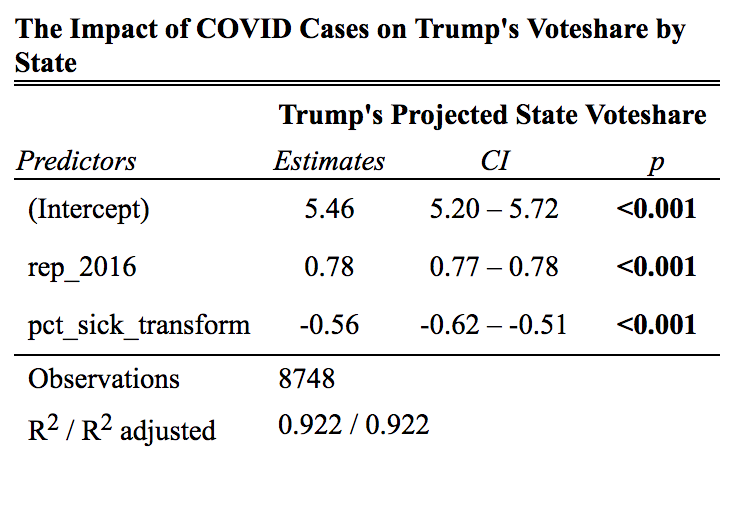 The Impact of COVID Cases on Trump's Voteshare by
State
Trump's Projected State Voteshare
Predictors Estimates CI p
(Intercept) 5.46 5.20 – 5.72 <0.001
rep_2016 0.78 0.77 – 0.78 <0.001
pct_sick_transform -0.56 -0.62 – -0.51 <0.001
Observations 8748
R2 / R2 adjusted 0.922 / 0.922